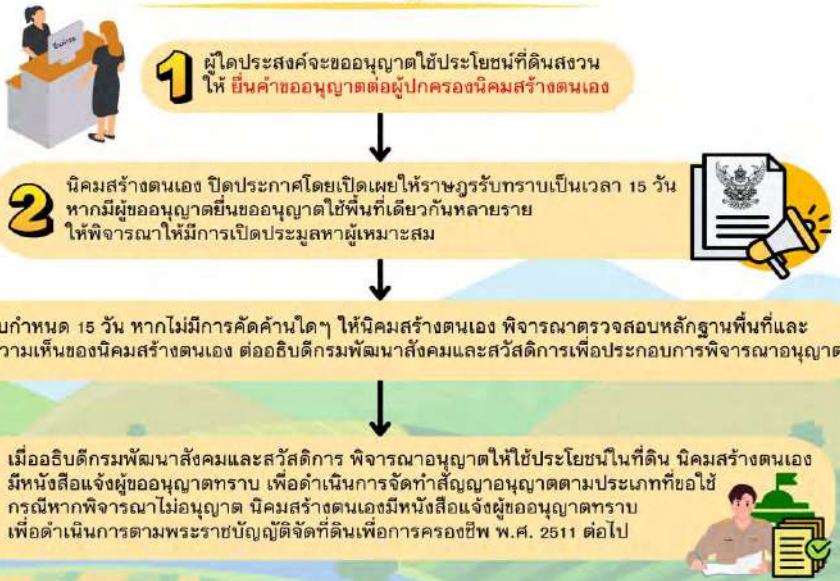 1
ผู้ใดประสงค์จะขออนุญาตใช้ประโยชน์ที่ดินสงวน
ให้ ยื่นคำขออนุญาตต่อผู้ปกครองนิคมสร้างตนเอง
2
นิคมสร้างตนเอง ปิดประกาศโดยเปิดเผยให้ราษฎรรับทราบเป็นเวลา 15 วัน
หากมีผู้ขออนุญาตยื่นขออนุญาตใช้พื้นที่เดียวกันหลายราย
ให้พิจารณาให้มีการเปิดประมูลหาผู้เหมาะสม
บกำหนด 15 วัน หากไม่มีการคัดค้านใดๆ ให้นิคมสร้างตนเอง พิจารณาตรวจสอบหลักฐานพื้นที่และ
วามเห็นของนิคมสร้างตนเอง ต่ออธิบดีกรมพัฒนาสังคมและสวัสดิการเพื่อประกอบการพิจารณาอนุญาต
เมื่ออธิบดีกรมพัฒนาสังคมและสวัสดิการ พิจารณาอนุญาตให้ใช้ประโยชน์ในที่ดิน นิคมสร้างตนเอง
มีหนังสือแจ้งผู้ขออนุญาตทราบ เพื่อดำเนินการจัดทำสัญญาอนุญาตตามประเภทที่ขอใช้
กรณีหากพิจารณาไม่อนุญาต นิคมสร้างตนเองมีหนังสือแจ้งผู้ขออนุญาตทราบ
เพื่อดำเนินการตามพระราชบัญญัติจัดที่ดินเพื่อการครองชีพ พ.ศ. 2511 ต่อไป